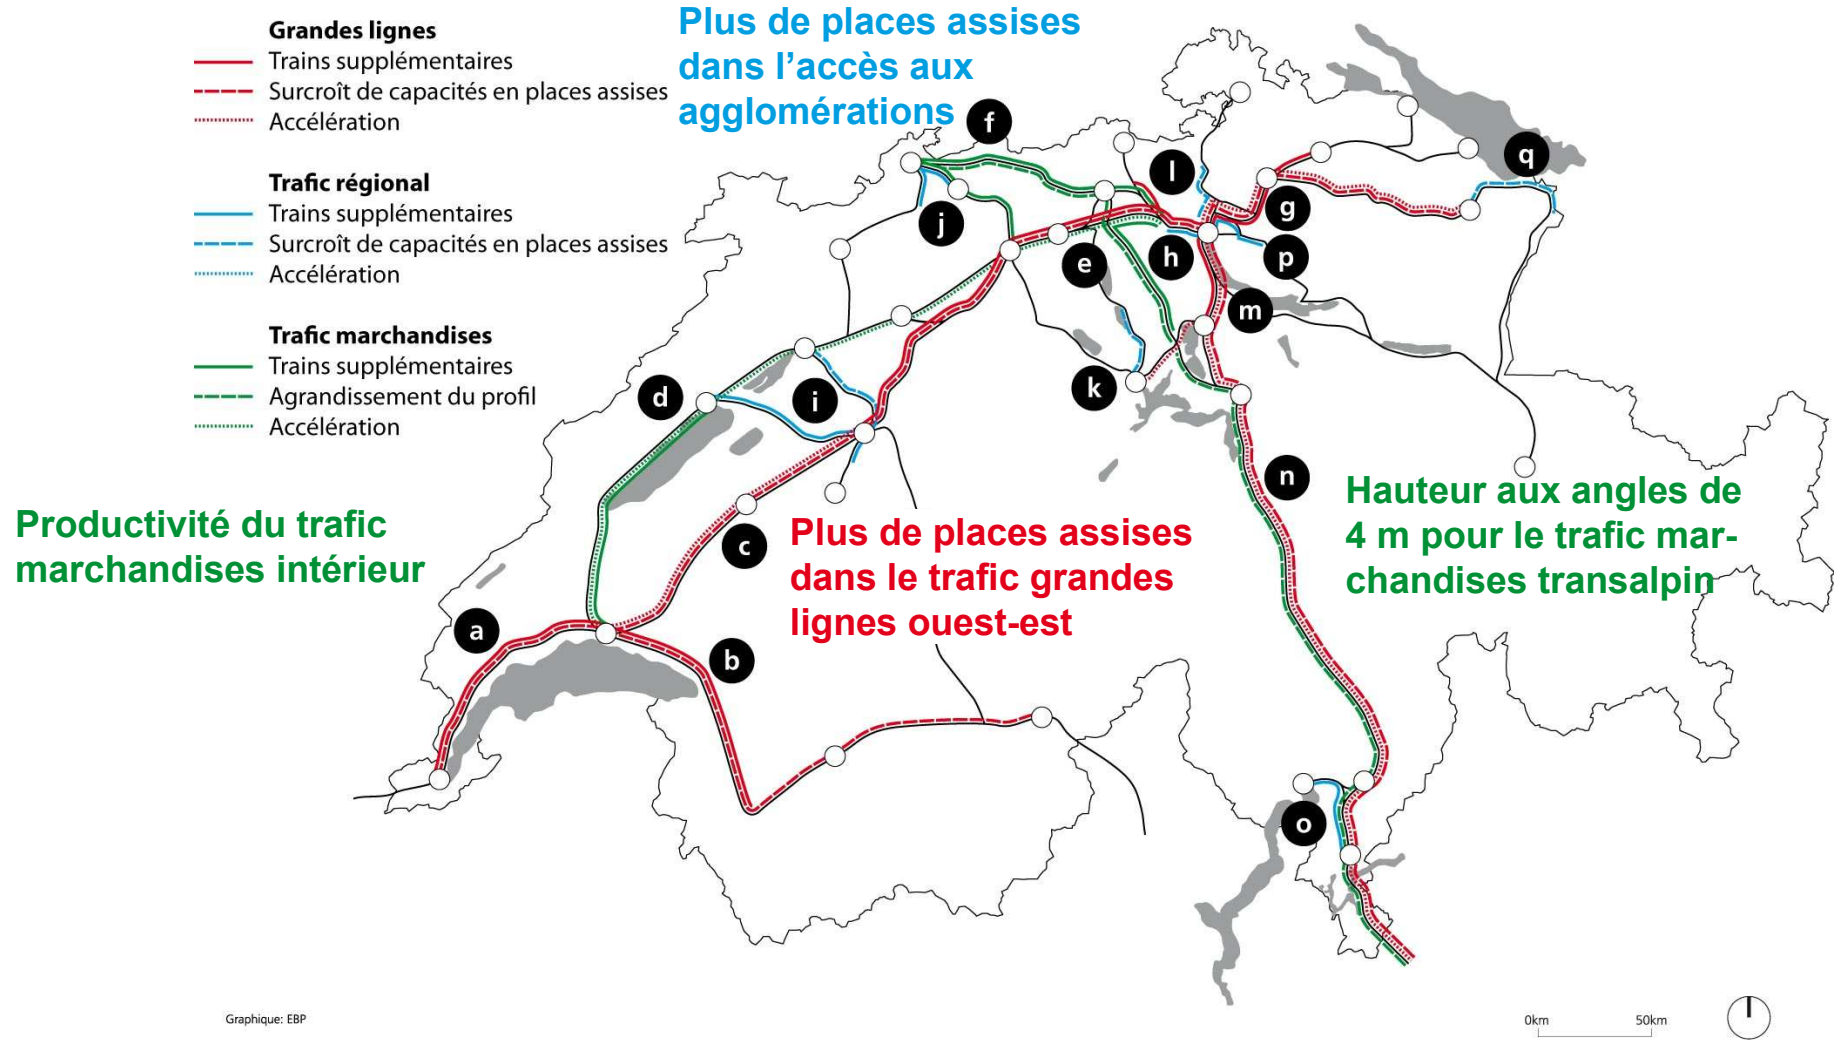 Grandes lignes
Trains supplémentaires
Surcroît de capacités en places assises
Accélération
Trafic régional
Trains supplémentaires
Surcroît de capacités en places assises
Accélération
Trafic marchandises
Trains supplémentaires
Agrandissement du profil
Accélération
Plus de places assises
dans l’accès aux
agglomérations
f
l
q
g
j
e
h
p
m
d
i
k
n
Productivité du trafic
marchandises intérieur
c
Plus de places assises
dans le trafic grandes
lignes ouest-est
Hauteur aux angles de
4 m pour le trafic mar-
chandises transalpin
a
b
o
Graphique: EBP
0km 50km